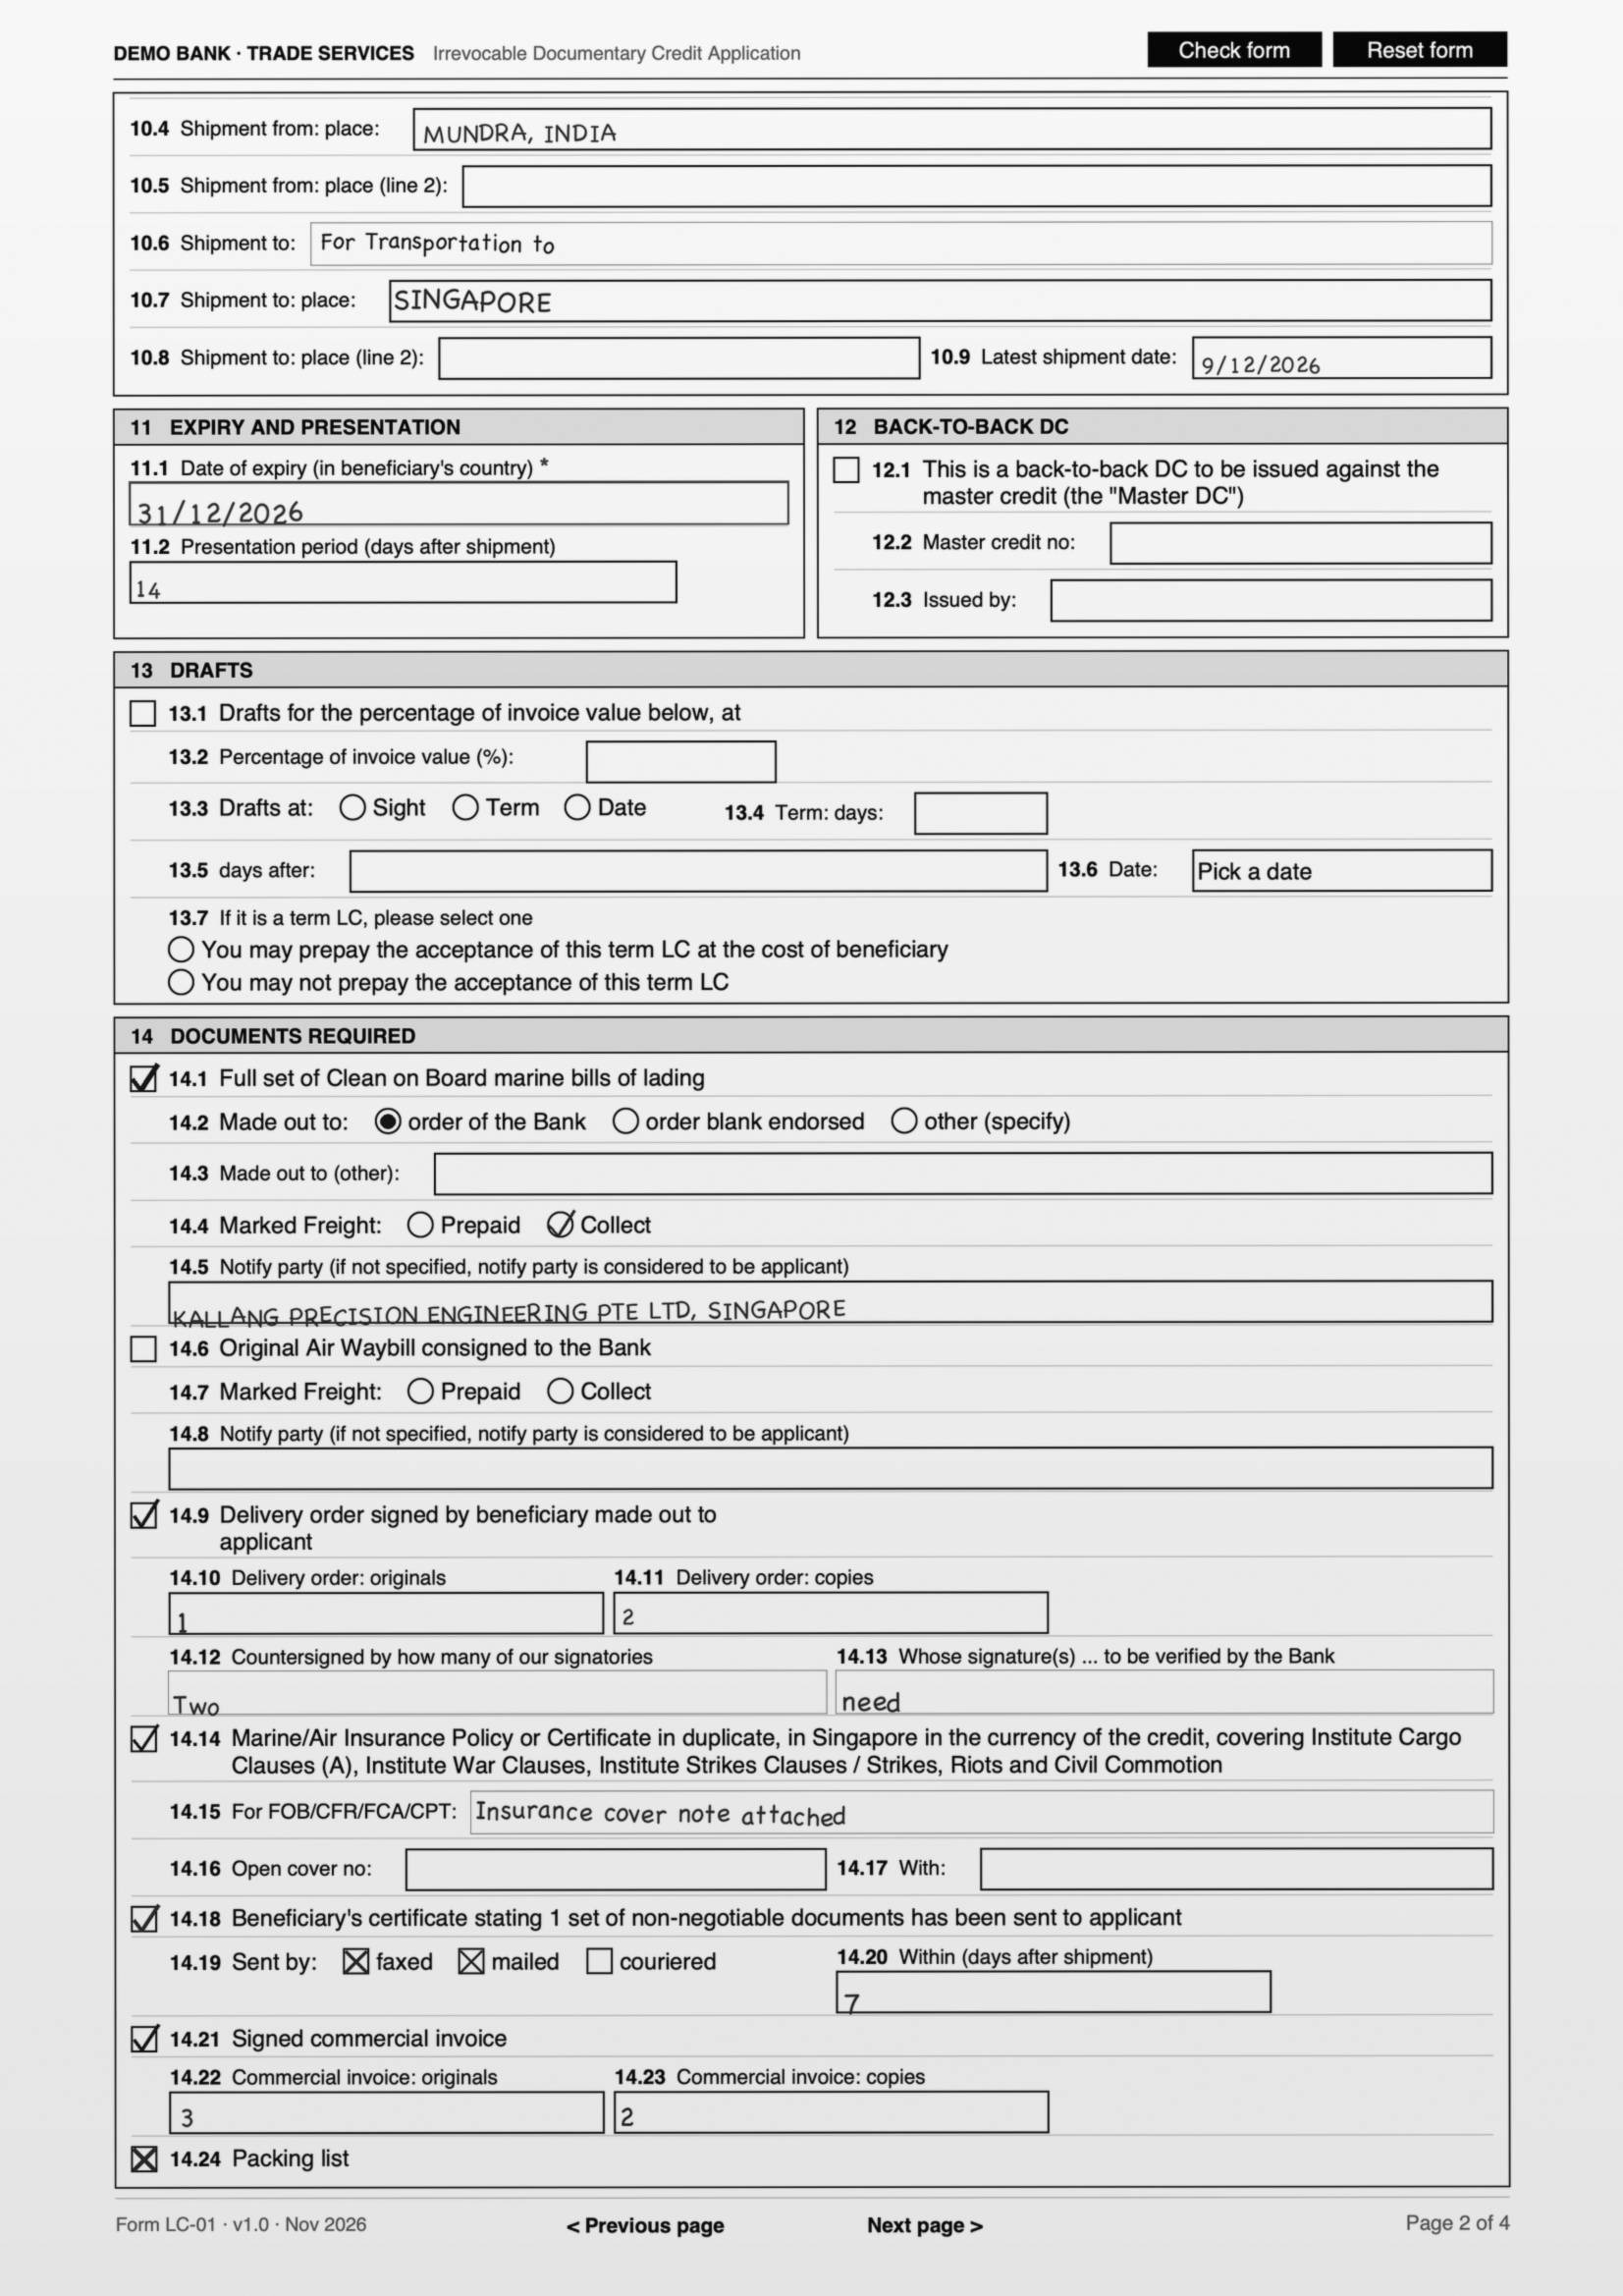 DEMO BANK · TRADE SERVICES Irrevocable Documentary Credit Application Check form Reset form
10.4 Shipment from: place: MUNDRA, INDIA
10.5 Shipment from: place (line 2):
10.6 Shipment to: For Transportation to
10.7 Shipment to: place: SINGAPORE
10.8 Shipment to: place (line 2): 10.9 Latest shipment date: 9/12/2026
11 EXPIRY AND PRESENTATION
11.1 Date of expiry (in beneficiary's country) *
31/12/2026
11.2 Presentation period (days after shipment)
14
12 BACK-TO-BACK DC
12.1 This is a back-to-back DC to be issued against the
master credit (the "Master DC")
12.2 Master credit no:
12.3 Issued by:
13 DRAFTS
13.1 Drafts for the percentage of invoice value below, at
13.2 Percentage of invoice value (%):
13.3 Drafts at: Sight Term Date 13.4 Term: days:
13.5 days after: 13.6 Date: Pick a date
13.7 If it is a term LC, please select one
You may prepay the acceptance of this term LC at the cost of beneficiary
You may not prepay the acceptance of this term LC
14 DOCUMENTS REQUIRED
14.1 Full set of Clean on Board marine bills of lading
14.2 Made out to: order of the Bank order blank endorsed other (specify)
14.3 Made out to (other):
14.4 Marked Freight: Prepaid Collect
14.5 Notify party (if not specified, notify party is considered to be applicant)
KALLANG PRECISION ENGINEERING PTE LTD, SINGAPORE
14.6 Original Air Waybill consigned to the Bank
14.7 Marked Freight: Prepaid Collect
14.8 Notify party (if not specified, notify party is considered to be applicant)
14.9 Delivery order signed by beneficiary made out to
applicant
14.10 Delivery order: originals 14.11 Delivery order: copies
1 2
14.12 Countersigned by how many of our signatories 14.13 Whose signature(s) ... to be verified by the Bank
Two need
14.14 Marine/Air Insurance Policy or Certificate in duplicate, in Singapore in the currency of the credit, covering Institute Cargo
Clauses (A), Institute War Clauses, Institute Strikes Clauses / Strikes, Riots and Civil Commotion
14.15 For FOB/CFR/FCA/CPT: Insurance cover note attached
14.16 Open cover no: 14.17 With:
14.18 Beneficiary's certificate stating 1 set of non-negotiable documents has been sent to applicant
14.19 Sent by: faxed mailed couriered 14.20 Within (days after shipment)
7
14.21 Signed commercial invoice
14.22 Commercial invoice: originals 14.23 Commercial invoice: copies
3 2
14.24 Packing list
Form LC-01 · v1.0 · Nov 2026 < Previous page Next page > Page 2 of 4